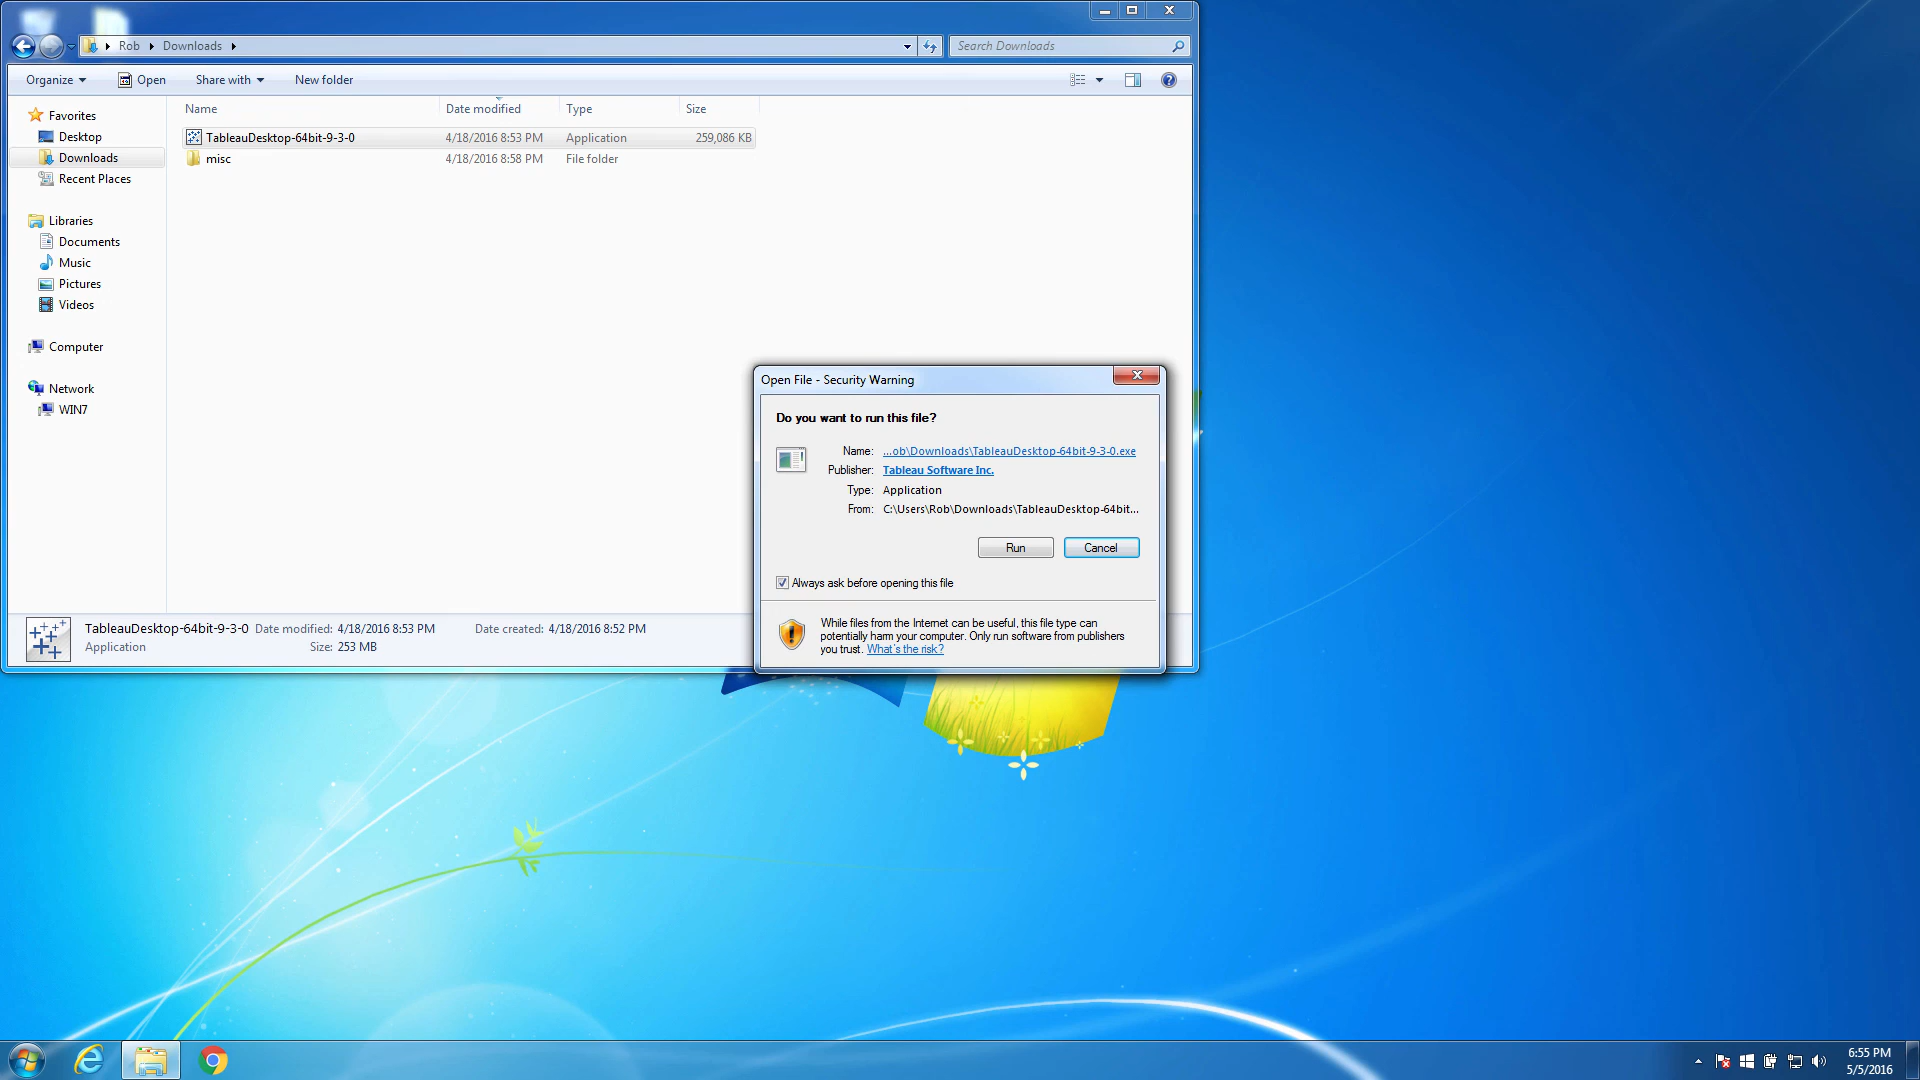 Rob Downloads
Search Downloads
Organize Open Share with New folder
Name Date modified Type Size
Favorites
Desktop
Downloads
Recent Places
Libraries
Documents
Music
Pictures
Videos
Computer
Network
WIN7
TableauDesktop-64bit-9-3-0 4/18/2016 8:53 PM Application 259,086 KB
misc 4/18/2016 8:58 PM File folder
Open File - Security Warning
Do you want to run this file?
Name: ...ob\Downloads\TableauDesktop-64bit-9-3-0.exe
Publisher: Tableau Software Inc.
Type: Application
From: C:\Users\Rob\Downloads\TableauDesktop-64bit...
Run Cancel
Always ask before opening this file
While files from the Internet can be useful, this file type can
potentially harm your computer. Only run software from publishers
you trust. What's the risk?
TableauDesktop-64bit-9-3-0 Date modified: 4/18/2016 8:53 PM Date created: 4/18/2016 8:52 PM
Application Size: 253 MB
6:55 PM
5/5/2016